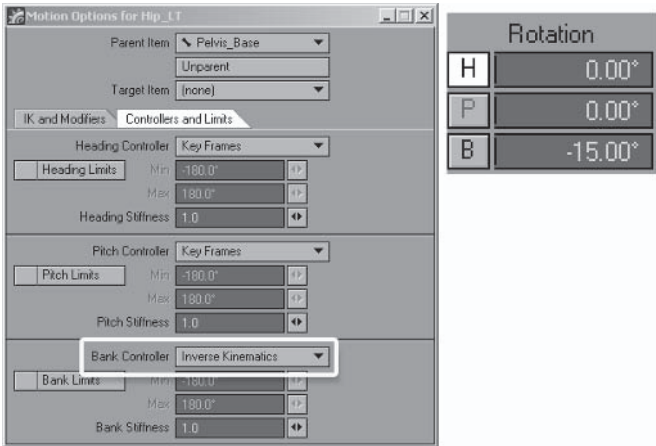 Motion Options for Hip_LT
Parent Item Pelvis_Base
Unparent
Target Item (none)
IK and Modifiers Controllers and Limits
Heading Controller Key Frames
Heading Limits Min -180.0°
Max 180.0°
Heading Stiffness 1.0
Pitch Controller Key Frames
Pitch Limits Min -180.0°
Max 180.0°
Pitch Stiffness 1.0
Bank Controller Inverse Kinematics
Bank Limits Min -180.0°
Max 180.0°
Bank Stiffness 1.0
Rotation
H 0.00°
P 0.00°
B -15.00°